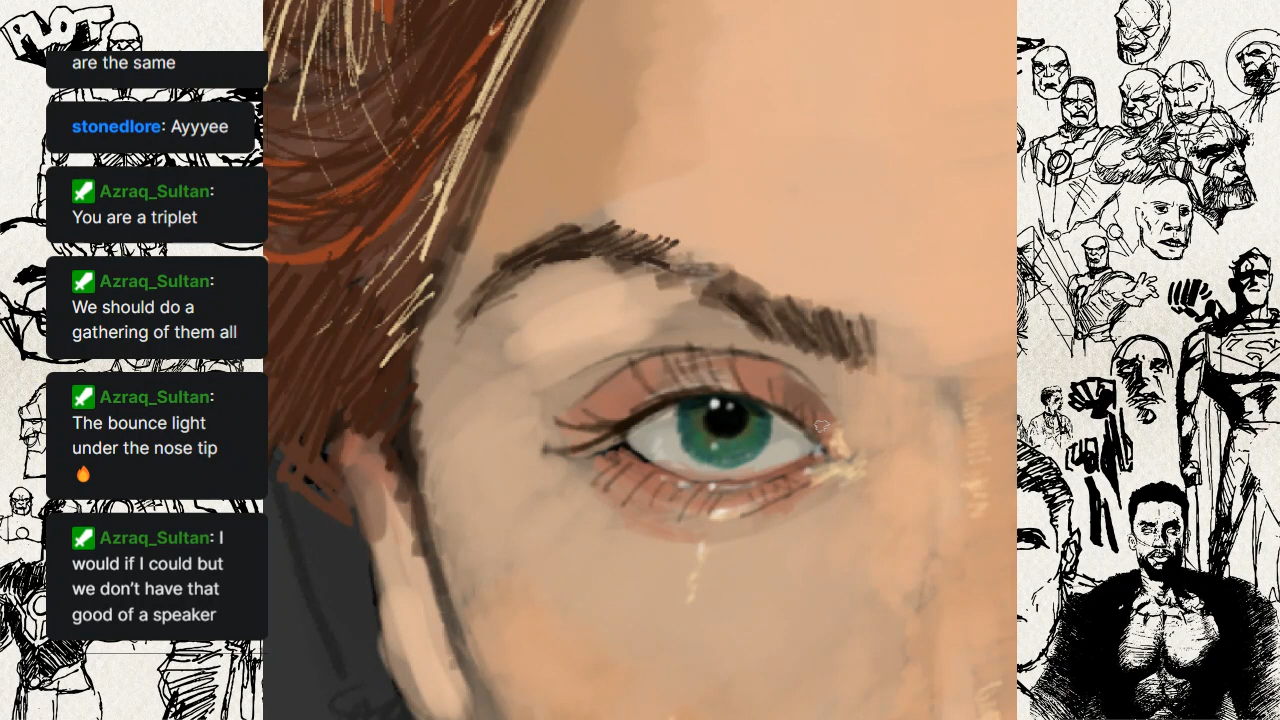 PLOT
are the same
stonedlore: Ayyyee
Azraq_Sultan:
You are a triplet
Azraq_Sultan:
We should do a
gathering of them all
Azraq_Sultan:
The bounce light
under the nose tip
🔥
Azraq_Sultan: I
would if I could but
we don’t have that
good of a speaker